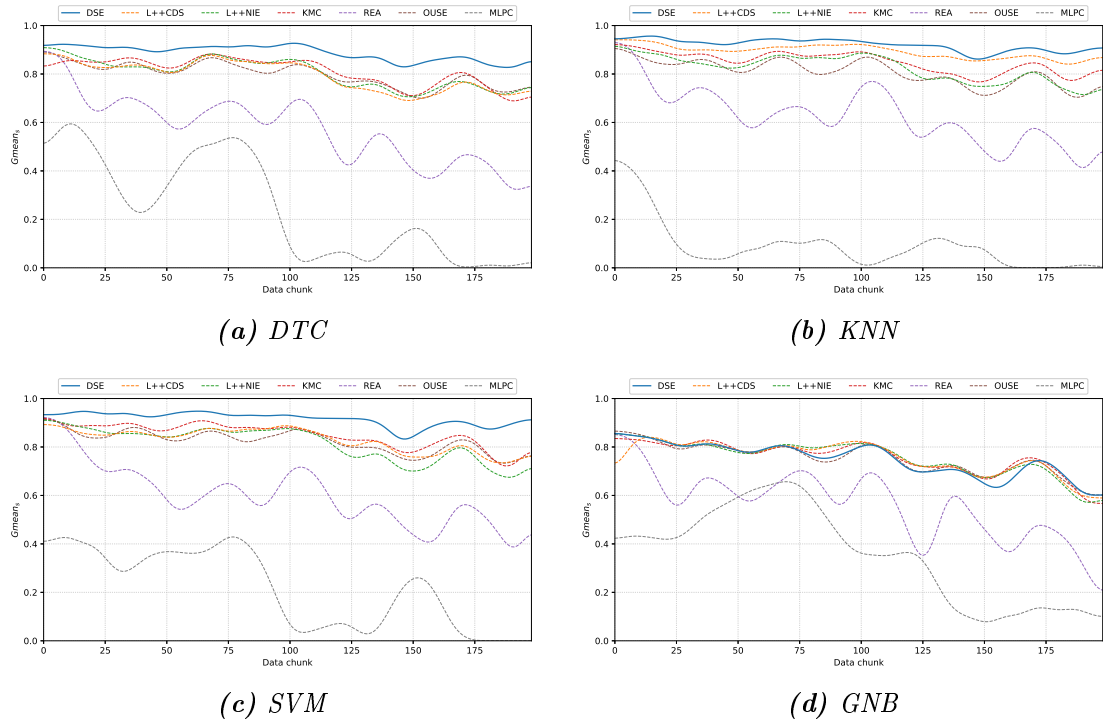 DSE L++CDS L++NIE KMC REA OUSE MLPC
1.0
0.8
0.6
0.4
0.2
0.0
Gmean_s
0 25 50 75 100 125 150 175
Data chunk
(a) DTC
DSE L++CDS L++NIE KMC REA OUSE MLPC
1.0
0.8
0.6
0.4
0.2
0.0
Gmean_s
0 25 50 75 100 125 150 175
Data chunk
(b) KNN
DSE L++CDS L++NIE KMC REA OUSE MLPC
1.0
0.8
0.6
0.4
0.2
0.0
Gmean_s
0 25 50 75 100 125 150 175
Data chunk
(c) SVM
DSE L++CDS L++NIE KMC REA OUSE MLPC
1.0
0.8
0.6
0.4
0.2
0.0
Gmean_s
0 25 50 75 100 125 150 175
Data chunk
(d) GNB